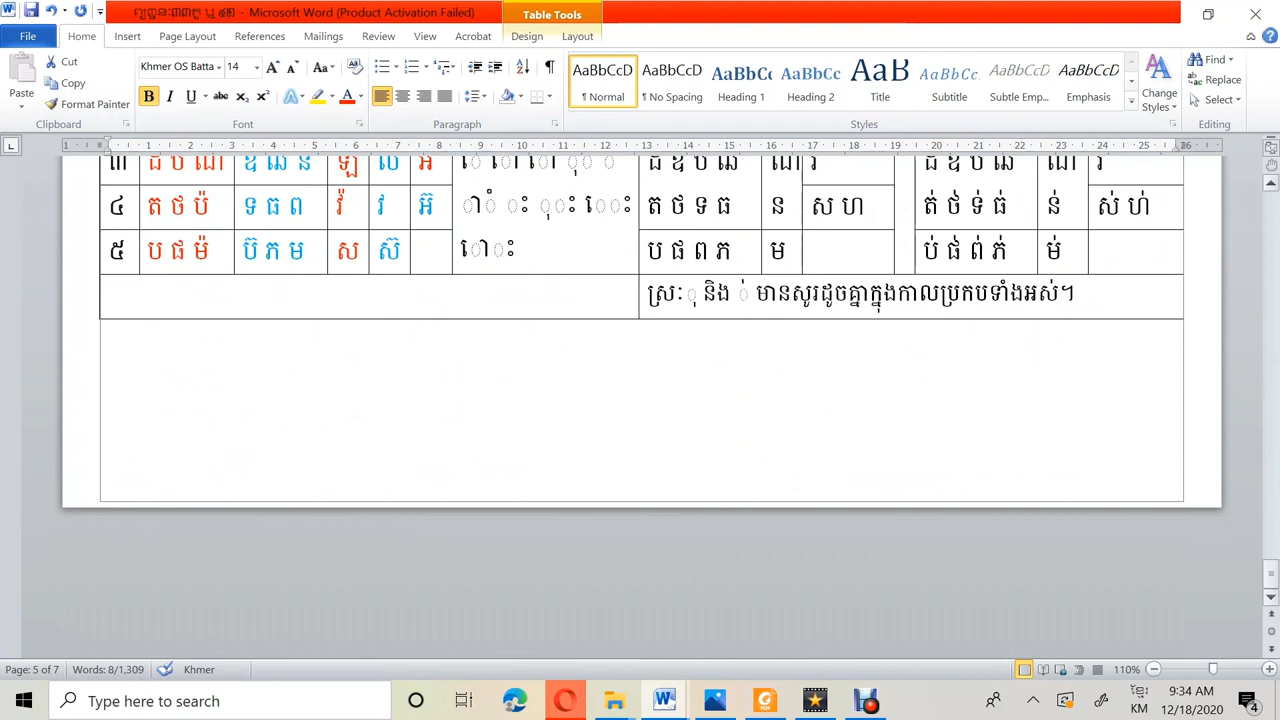 ព្យញ្ជនៈពាក្យ ឬ ៤២ - Microsoft Word (Product Activation Failed)
Table Tools
File Home Insert Page Layout References Mailings Review View Acrobat Design Layout
Paste Cut Copy Format Painter
Clipboard
Khmer OS Batta 14
Font
Paragraph
AaBbCcD AaBbCcD AaBbCc AaBbCc AaB AaBbCc. AaBbCcD AaBbCcD
¶ Normal ¶ No Spacing Heading 1 Heading 2 Title Subtitle Subtle Emp... Emphasis
Change Styles
Styles
Find Replace Select
Editing
៤ ត ថ ប៉ ទ ធ ព វ៉ វ អ៊ ាំ ះ ុះ េះ ត ថ ទ ធ ន ស ហ ត់ ថ់ ទ់ ធ់ ន់ ស់ ហ់
៥ ប ផ ម៉ ប៊ ភ ម ស ស៊ ោះ ប ផ ព ភ ម ប់ ផ់ ព់ ភ់ ម់
ស្រៈុ និង ់ មានសូរដូចគ្នាក្នុងកាលប្រកបទាំងអស់។
Page: 5 of 7 Words: 8/1,309 Khmer 110%
Type here to search
ខ្មែរ KM 9:34 AM 12/18/2020 4